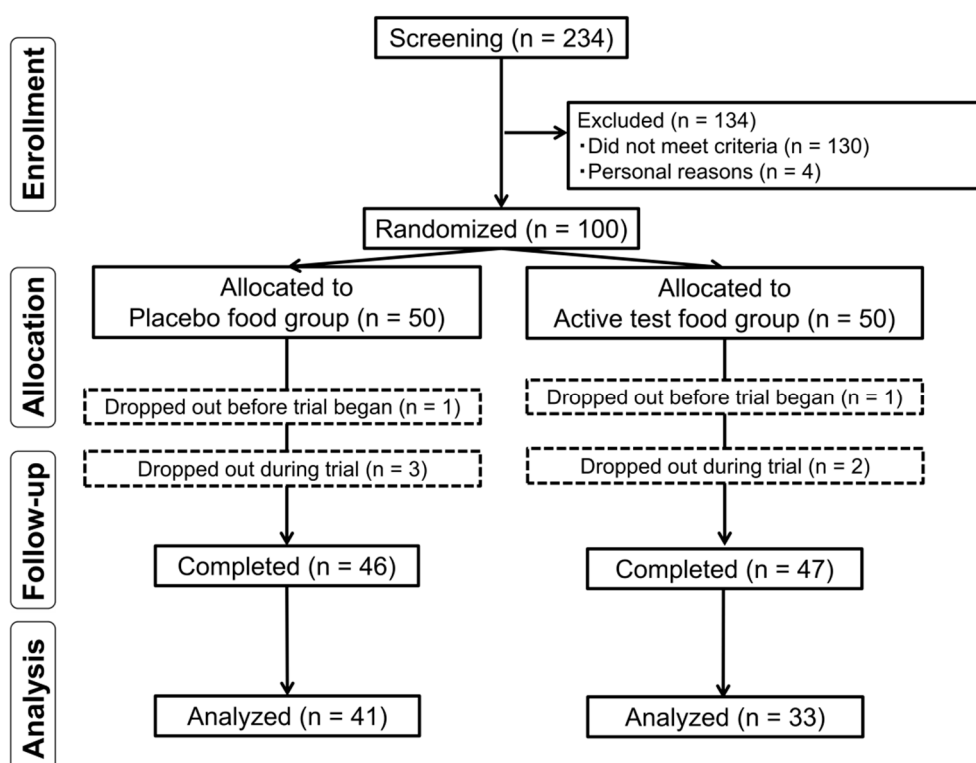 Enrollment
Screening (n = 234)
Excluded (n = 134)
・Did not meet criteria (n = 130)
・Personal reasons (n = 4)
Randomized (n = 100)
Allocation
Allocated to
Placebo food group (n = 50)
Allocated to
Active test food group (n = 50)
Dropped out before trial began (n = 1)
Dropped out before trial began (n = 1)
Follow-up
Dropped out during trial (n = 3)
Dropped out during trial (n = 2)
Completed (n = 46)
Completed (n = 47)
Analysis
Analyzed (n = 41)
Analyzed (n = 33)